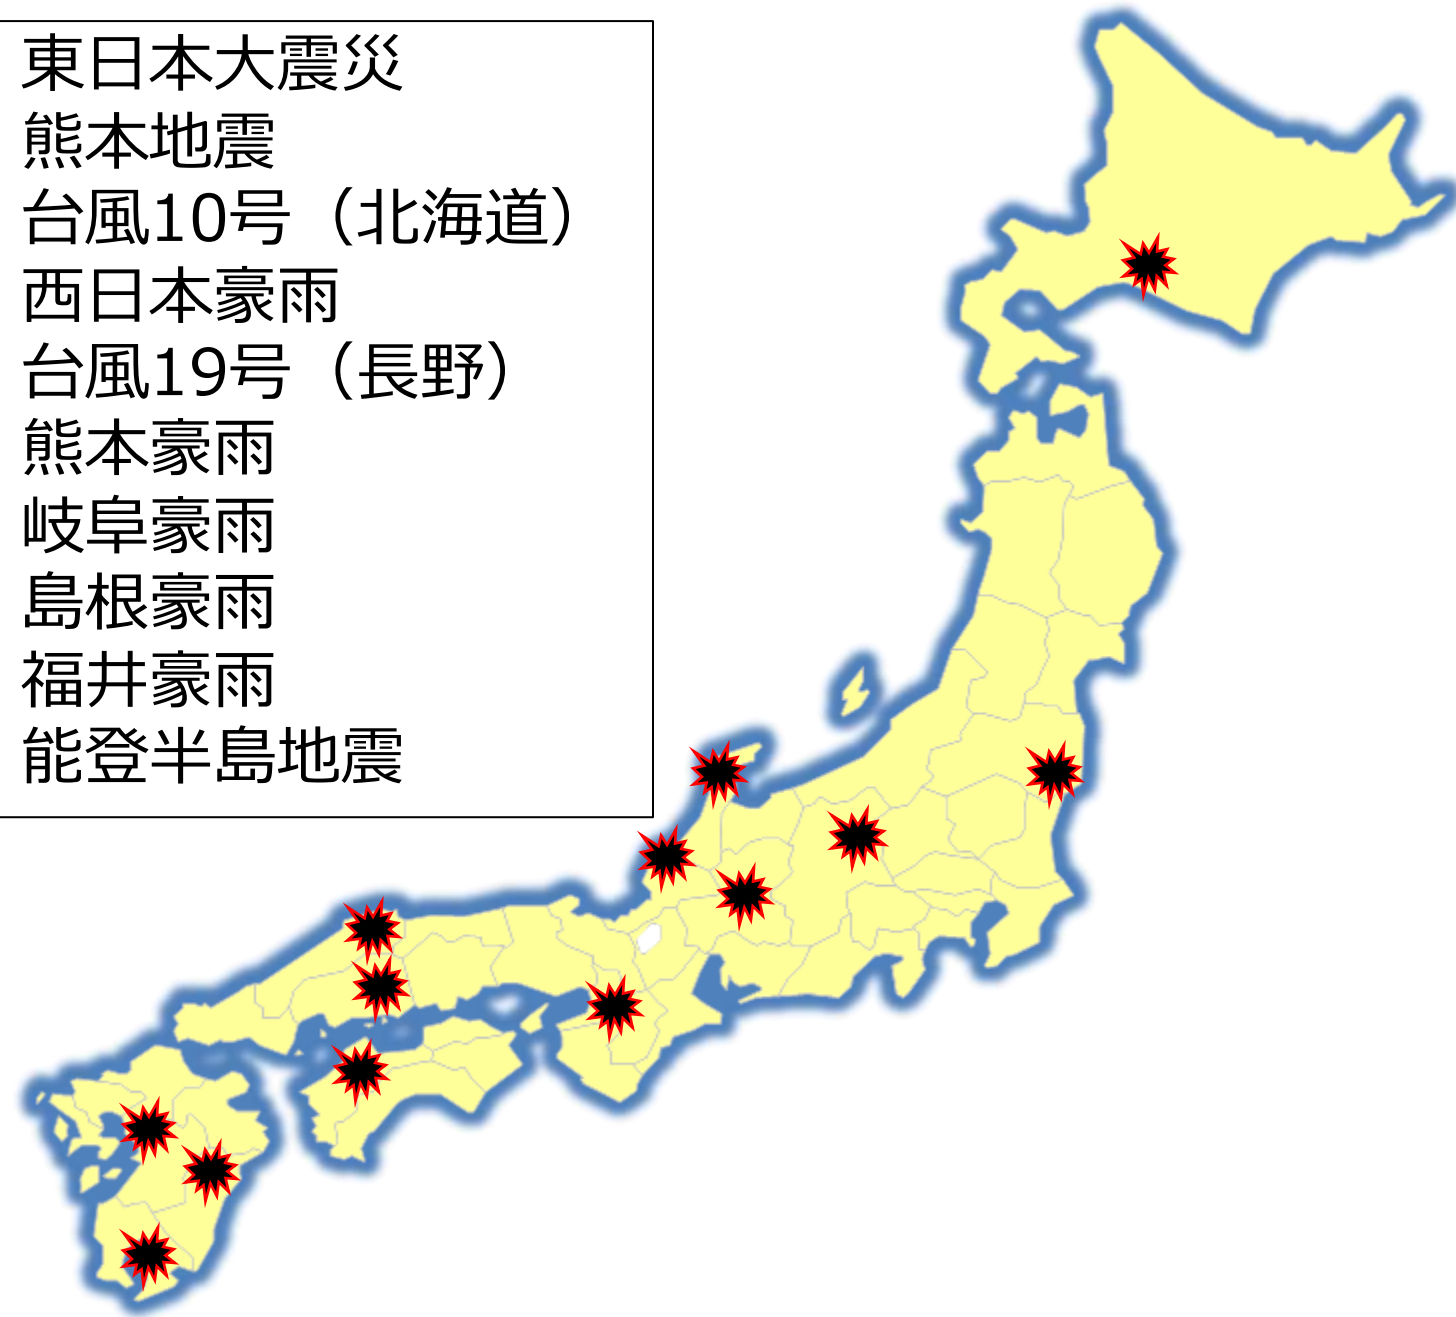 東日本大震災
熊本地震
台風10号（北海道）
西日本豪雨
台風19号（長野）
熊本豪雨
岐阜豪雨
島根豪雨
福井豪雨
能登半島地震